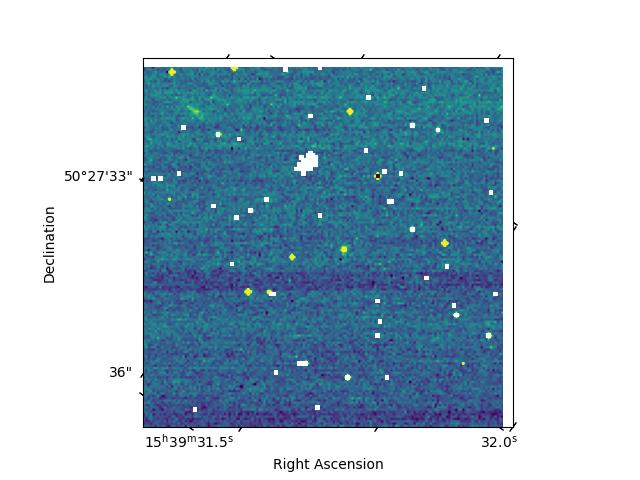 50°27'33"
Declination
36"
15ʰ39ᵐ31.5ˢ
32.0ˢ
Right Ascension